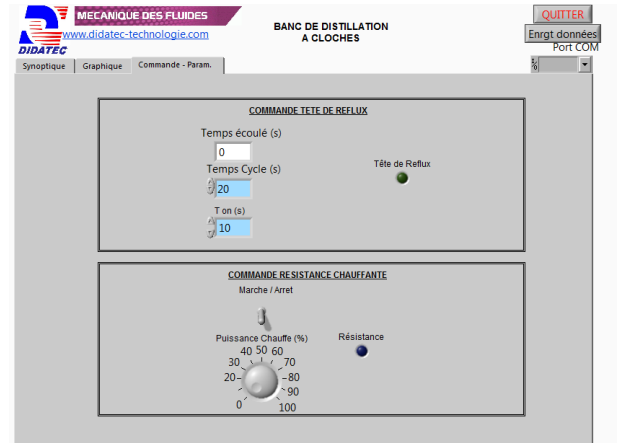 MECANIQUE DES FLUIDES
www.didatec-technologie.com
DIDATEC
BANC DE DISTILLATION
A CLOCHES
QUITTER
Enrgt données
Port COM
Synoptique
Graphique
Commande - Param.
COMMANDE TETE DE REFLUX
Temps écoulé (s)
0
Temps Cycle (s)
20
T on (s)
10
Tête de Reflux
COMMANDE RESISTANCE CHAUFFANTE
Marche / Arret
Puissance Chauffe (%)
0
20
30
40
50
60
70
80
90
100
Résistance